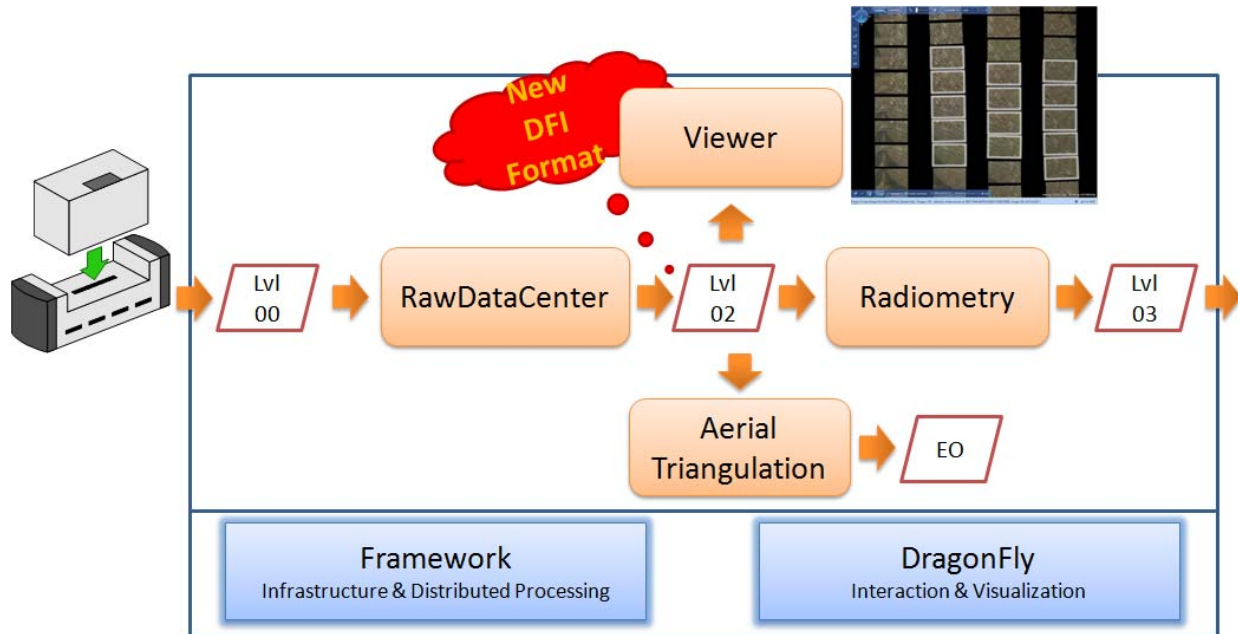 New
DFI
Format
Viewer
Lvl
00
RawDataCenter
Lvl
02
Radiometry
Lvl
03
Aerial
Triangulation
EO
Framework
Infrastructure & Distributed Processing
DragonFly
Interaction & Visualization